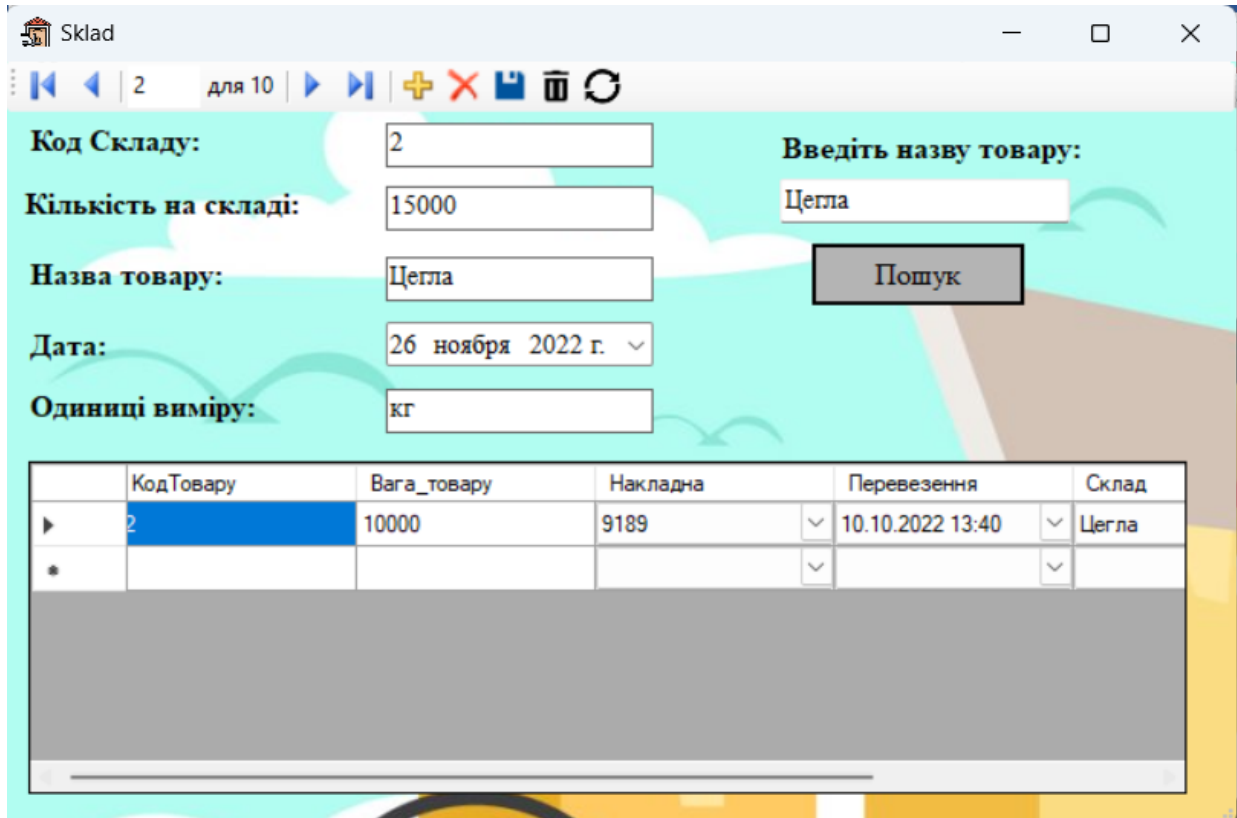 Sklad
2 для 10
Код Складу: 2
Кількість на складі: 15000
Назва товару: Цегла
Дата: 26 ноября 2022 г.
Одиниці виміру: кг
Введіть назву товару:
Цегла
Пошук
КодТовару Вага_товару Накладна Перевезення Склад
2 10000 9189 10.10.2022 13:40 Цегла